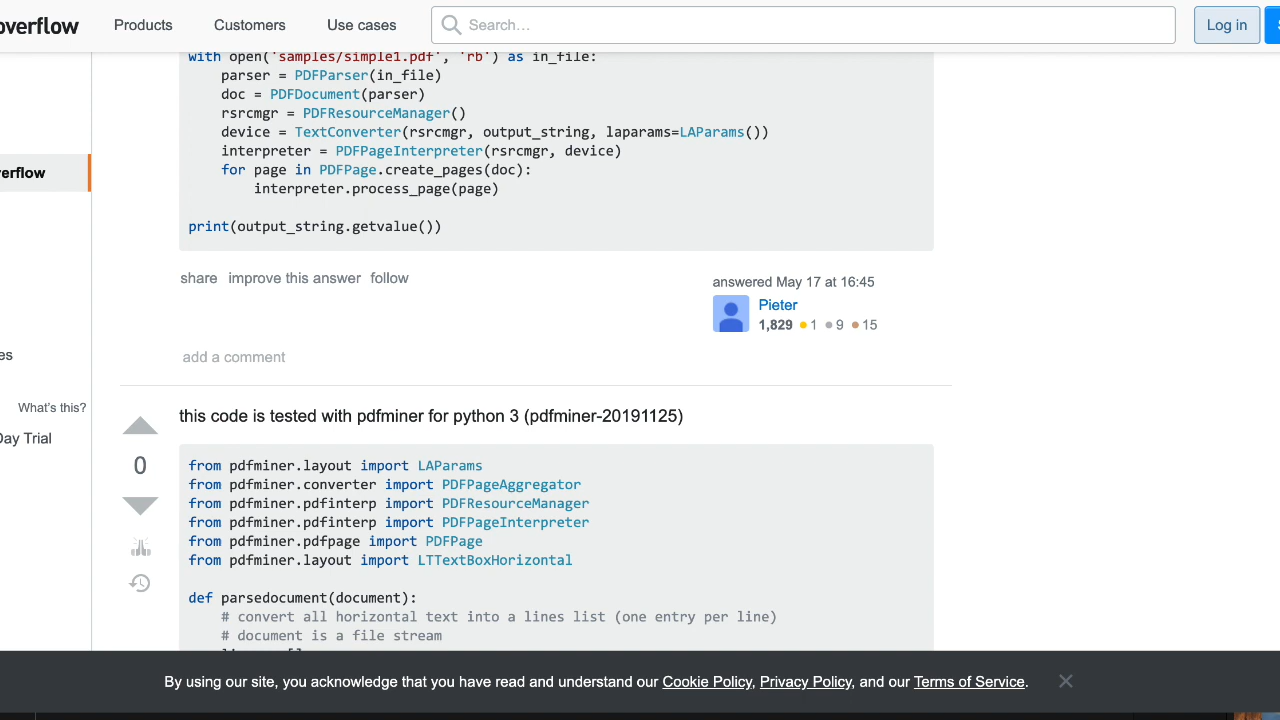 overflow Products Customers Use cases Search… Log in
with open('samples/simple1.pdf', 'rb') as in_file:
parser = PDFParser(in_file)
doc = PDFDocument(parser)
rsrcmgr = PDFResourceManager()
device = TextConverter(rsrcmgr, output_string, laparams=LAParams())
interpreter = PDFPageInterpreter(rsrcmgr, device)
for page in PDFPage.create_pages(doc):
interpreter.process_page(page)
print(output_string.getvalue())
erflow
share improve this answer follow
answered May 17 at 16:45
Pieter
1,829 1 9 15
es
add a comment
What's this?
Day Trial
this code is tested with pdfminer for python 3 (pdfminer-20191125)
0
from pdfminer.layout import LAParams
from pdfminer.converter import PDFPageAggregator
from pdfminer.pdfinterp import PDFResourceManager
from pdfminer.pdfinterp import PDFPageInterpreter
from pdfminer.pdfpage import PDFPage
from pdfminer.layout import LTTextBoxHorizontal
def parsedocument(document):
# convert all horizontal text into a lines list (one entry per line)
# document is a file stream
By using our site, you acknowledge that you have read and understand our Cookie Policy, Privacy Policy, and our Terms of Service.